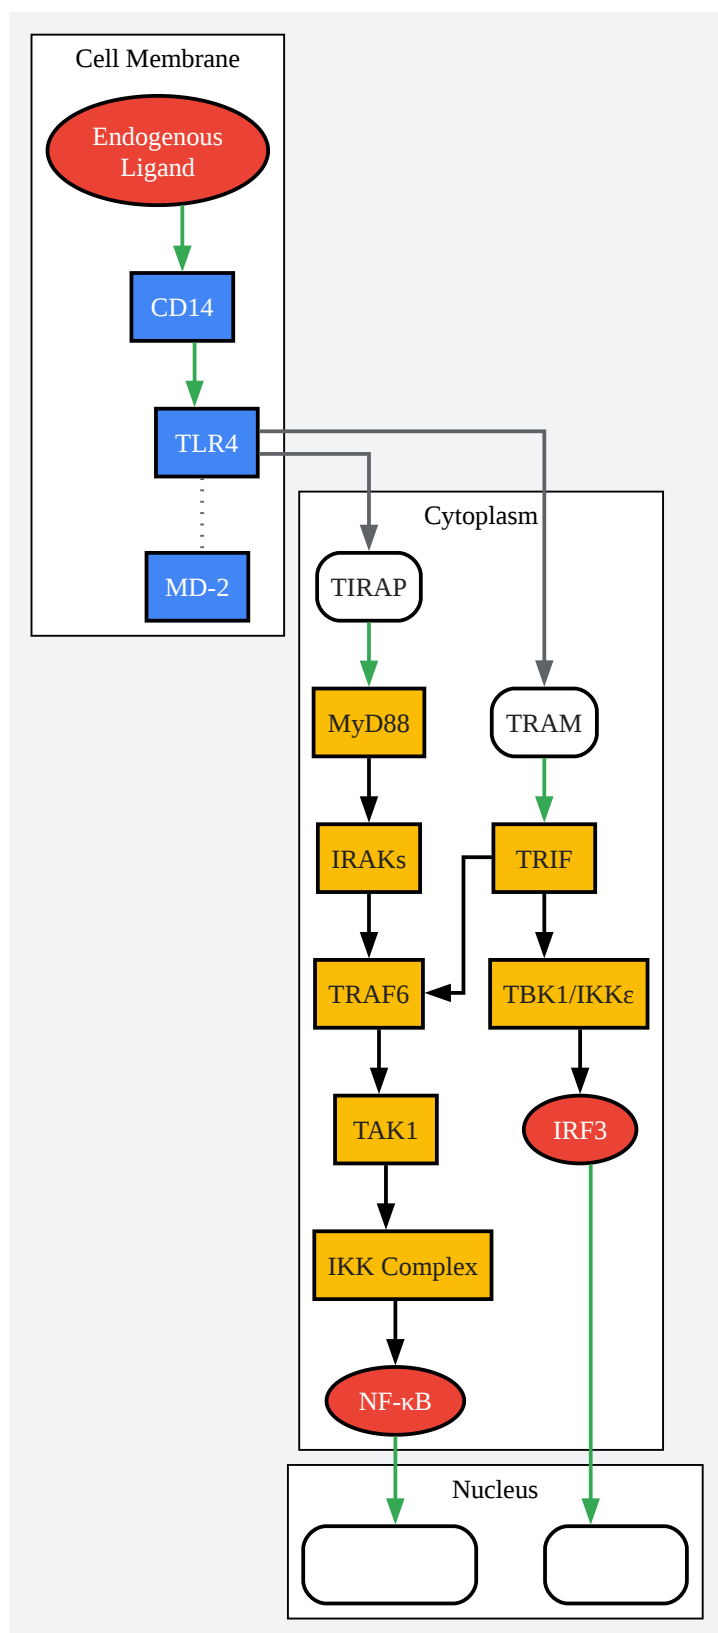 Cell Membrane
Endogenous
Ligand
CD14
TLR4
MD-2
Cytoplasm
TIRAP
MyD88
TRAM
IRAKs
TRIF
TRAF6
TBK1/IKKε
TAK1
IRF3
IKK Complex
NF-κB
Nucleus